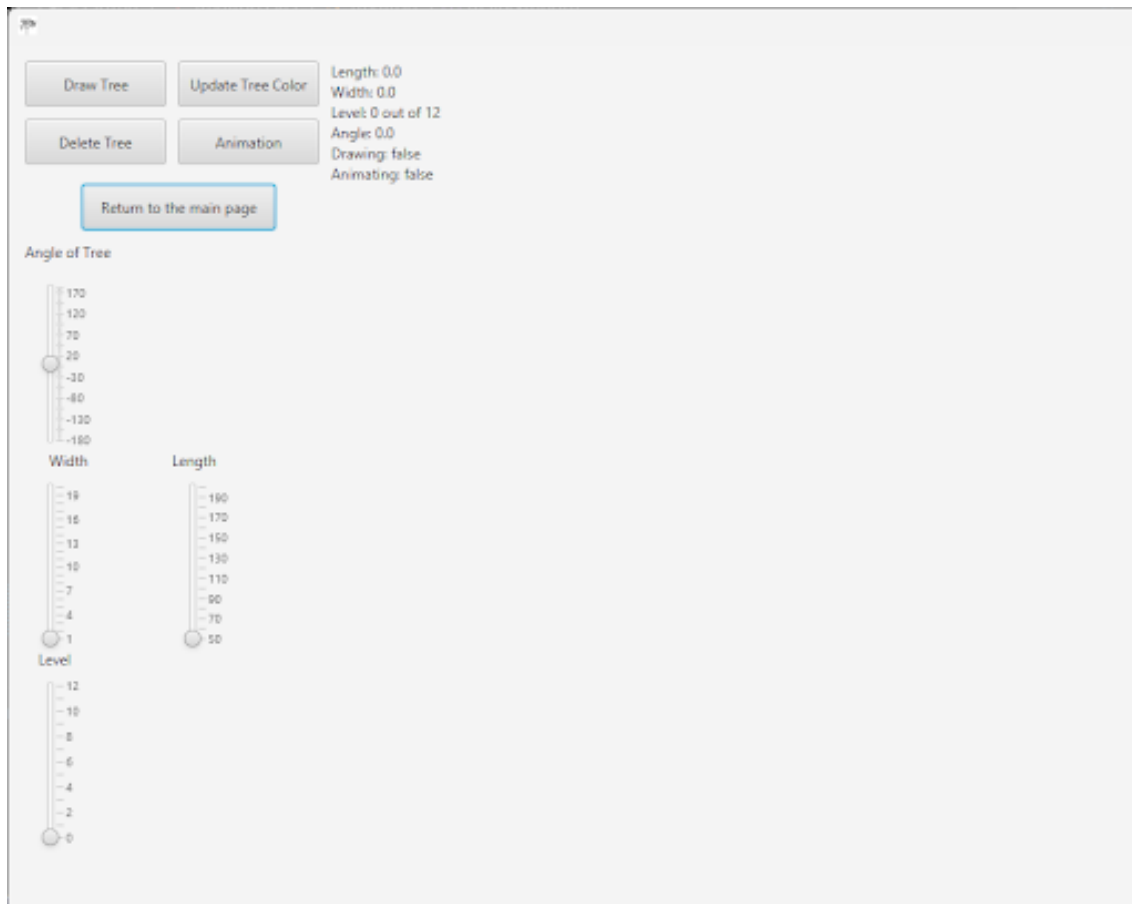 Draw Tree
Update Tree Color
Delete Tree
Animation
Return to the main page
Length: 0.0
Width: 0.0
Level: 0 out of 12
Angle: 0.0
Drawing: false
Animating: false
Angle of Tree
170
120
70
20
-30
-80
-130
-180
Width
19
16
13
10
7
4
1
Length
190
170
150
130
110
90
70
50
Level
12
10
8
6
4
2
0